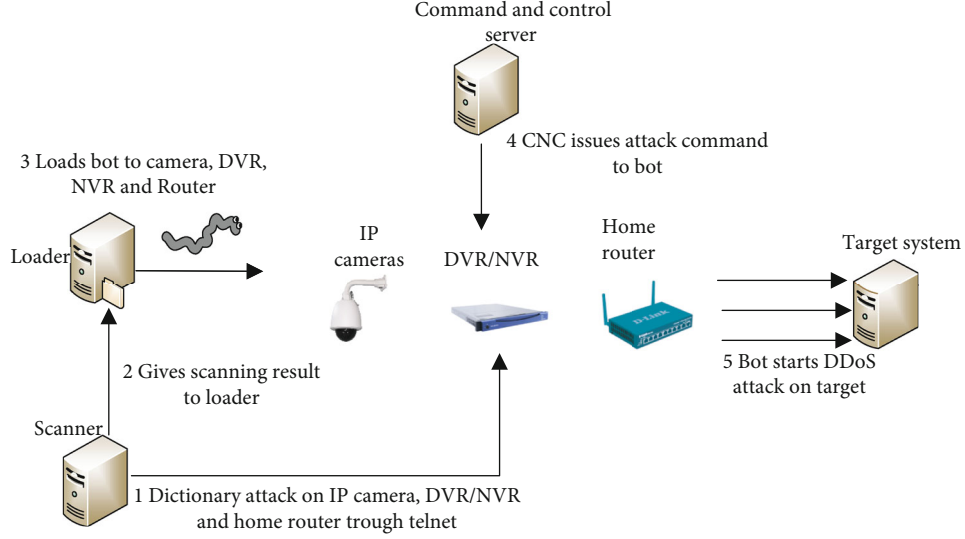 Command and control
server
4 CNC issues attack command
to bot
3 Loads bot to camera, DVR,
NVR and Router
Loader
IP
cameras
DVR/NVR
Home
router
D-Link
Target system
5 Bot starts DDoS
attack on target
2 Gives scanning result
to loader
Scanner
1 Dictionary attack on IP camera, DVR/NVR
and home router trough telnet